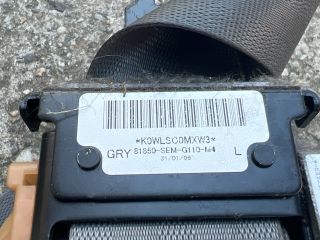 *K0WLSC0MXW3*
GRY 81850-SEM-G110-M4 L
31/01/06